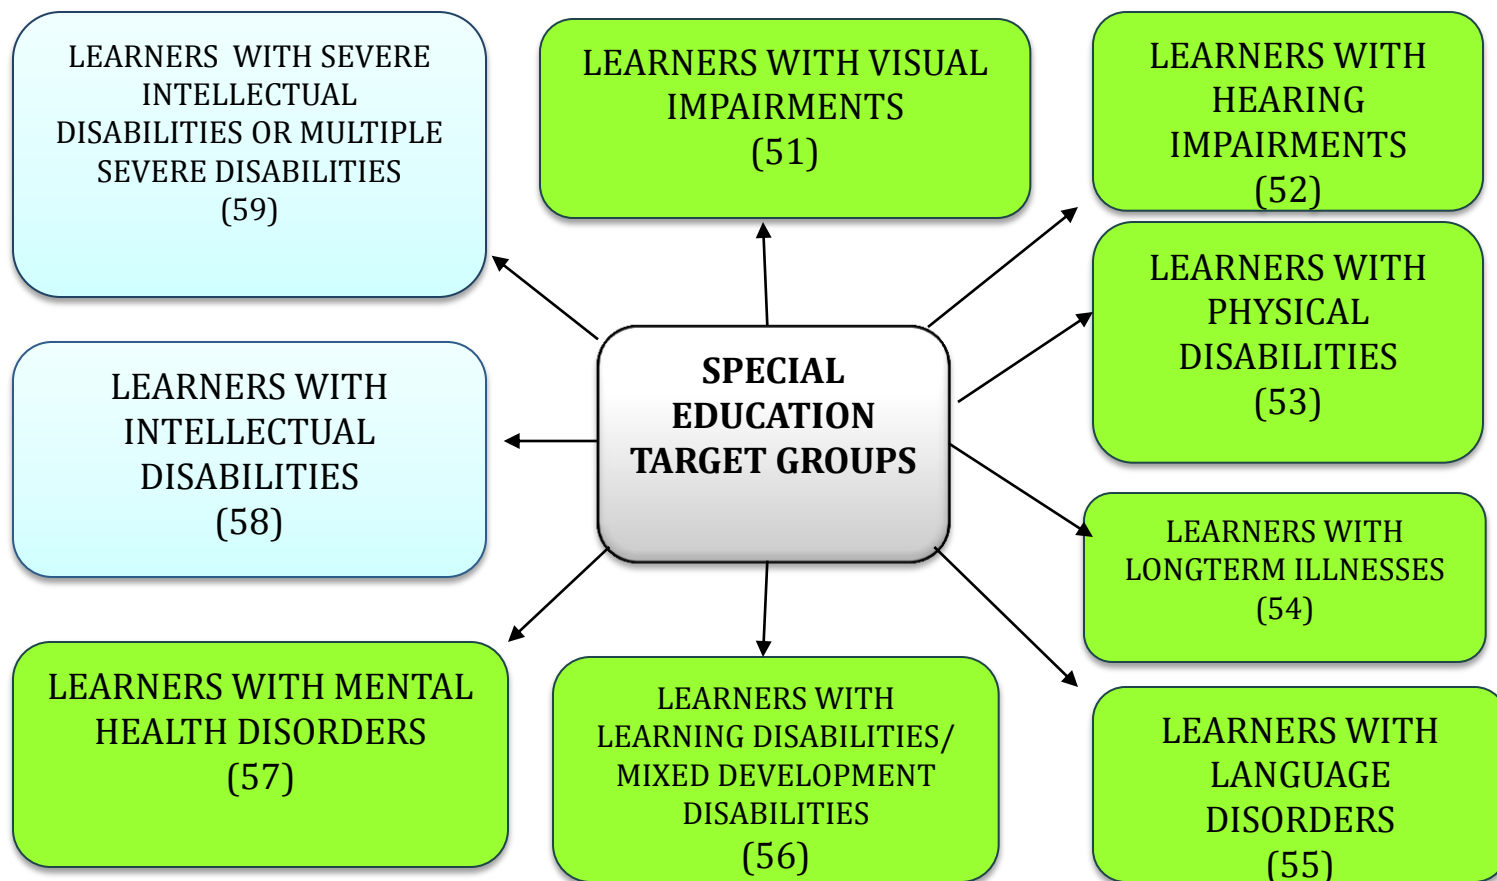 LEARNERS WITH SEVERE
INTELLECTUAL
DISABILITIES OR MULTIPLE
SEVERE DISABILITIES
(59)
LEARNERS WITH VISUAL
IMPAIRMENTS
(51)
LEARNERS WITH
HEARING
IMPAIRMENTS
(52)
LEARNERS WITH
PHYSICAL
DISABILITIES
(53)
SPECIAL
EDUCATION
TARGET GROUPS
LEARNERS WITH
INTELLECTUAL
DISABILITIES
(58)
LEARNERS WITH
LONGTERM ILLNESSES
(54)
LEARNERS WITH MENTAL
HEALTH DISORDERS
(57)
LEARNERS WITH
LEARNING DISABILITIES/
MIXED DEVELOPMENT
DISABILITIES
(56)
LEARNERS WITH
LANGUAGE
DISORDERS
(55)